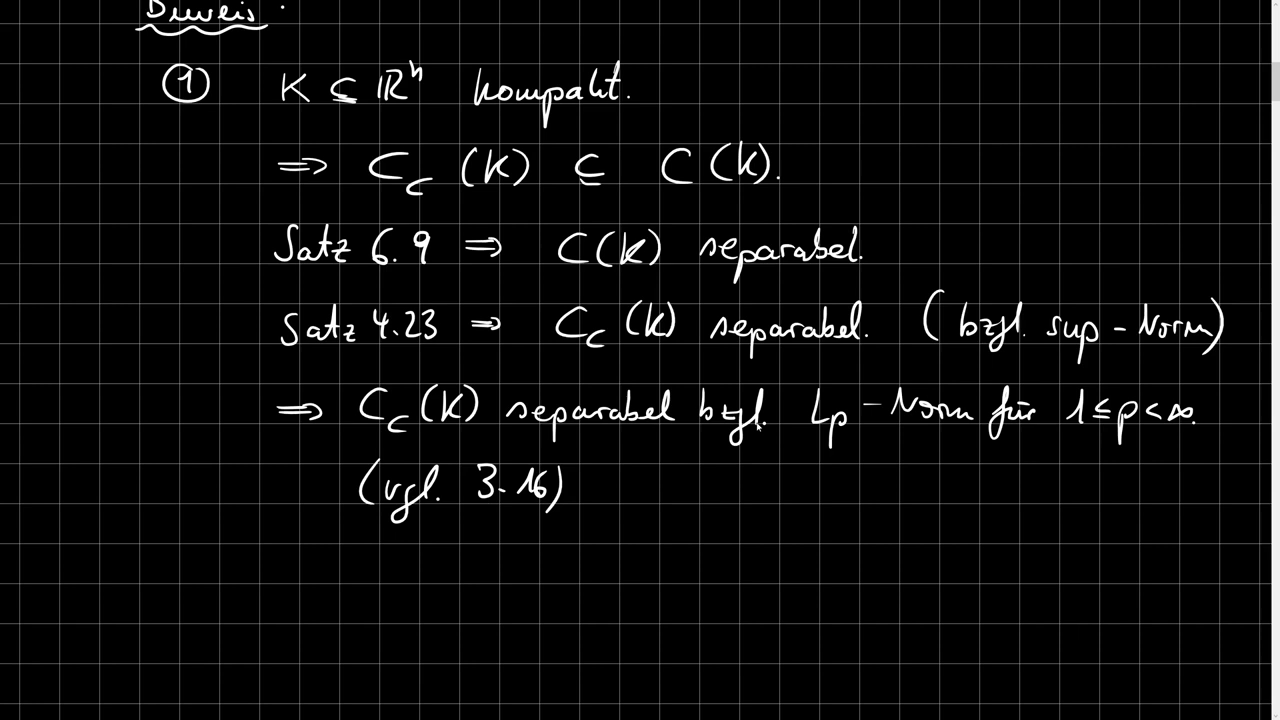 Beweis:
① K ⊆ ℝⁿ kompakt.
⇒ C_c (K) ⊆ C (K).
Satz 6.9 ⇒ C(K) separabel.
Satz 4.23 ⇒ C_c (K) separabel. (bzgl. sup-Norm)
⇒ C_c (K) separabel bzgl. L_p - Norm für 1 ≤ p < ∞.
(vgl. 3.16)